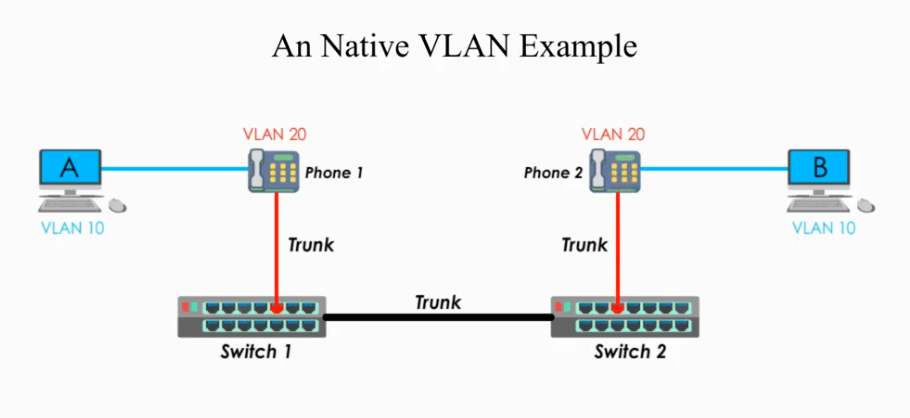 An Native VLAN Example
VLAN 20
VLAN 20
A
Phone 1
Phone 2
B
VLAN 10
VLAN 10
Trunk
Trunk
Trunk
Switch 1
Switch 2